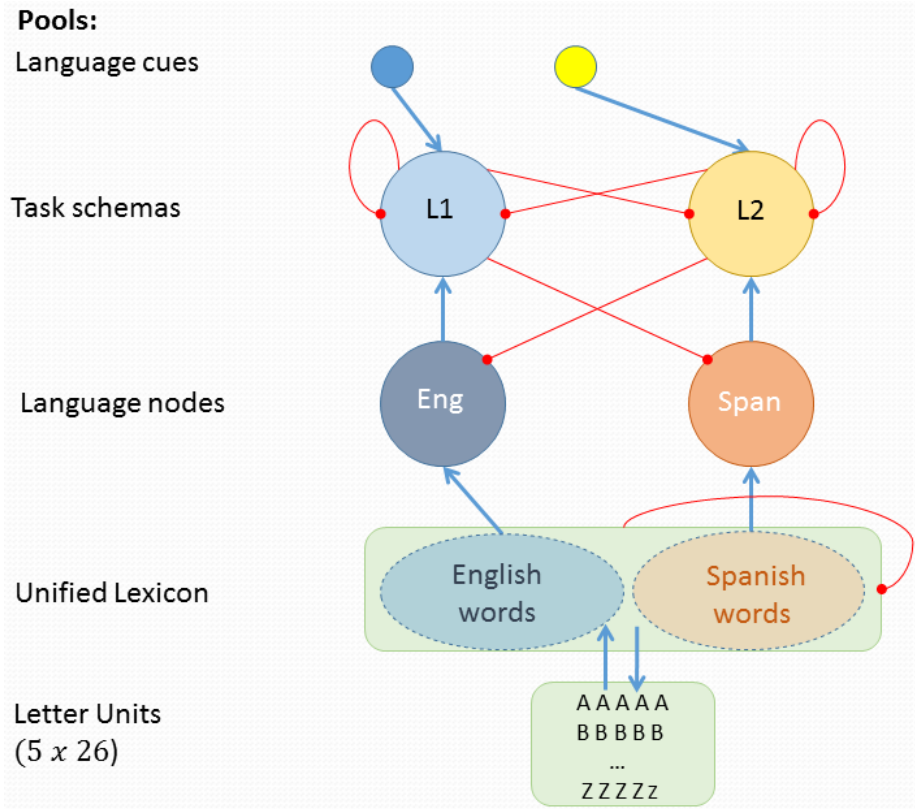 Pools:
Language cues
Task schemas
L1
L2
Language nodes
Eng
Span
Unified Lexicon
English
words
Spanish
words
Letter Units
(5 x 26)
A A A A A
B B B B B
...
Z Z Z Z z